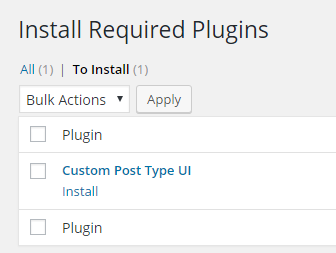 Install Required Plugins
All (1) | To Install (1)
Bulk Actions Apply
Plugin
Custom Post Type UI
Install
Plugin